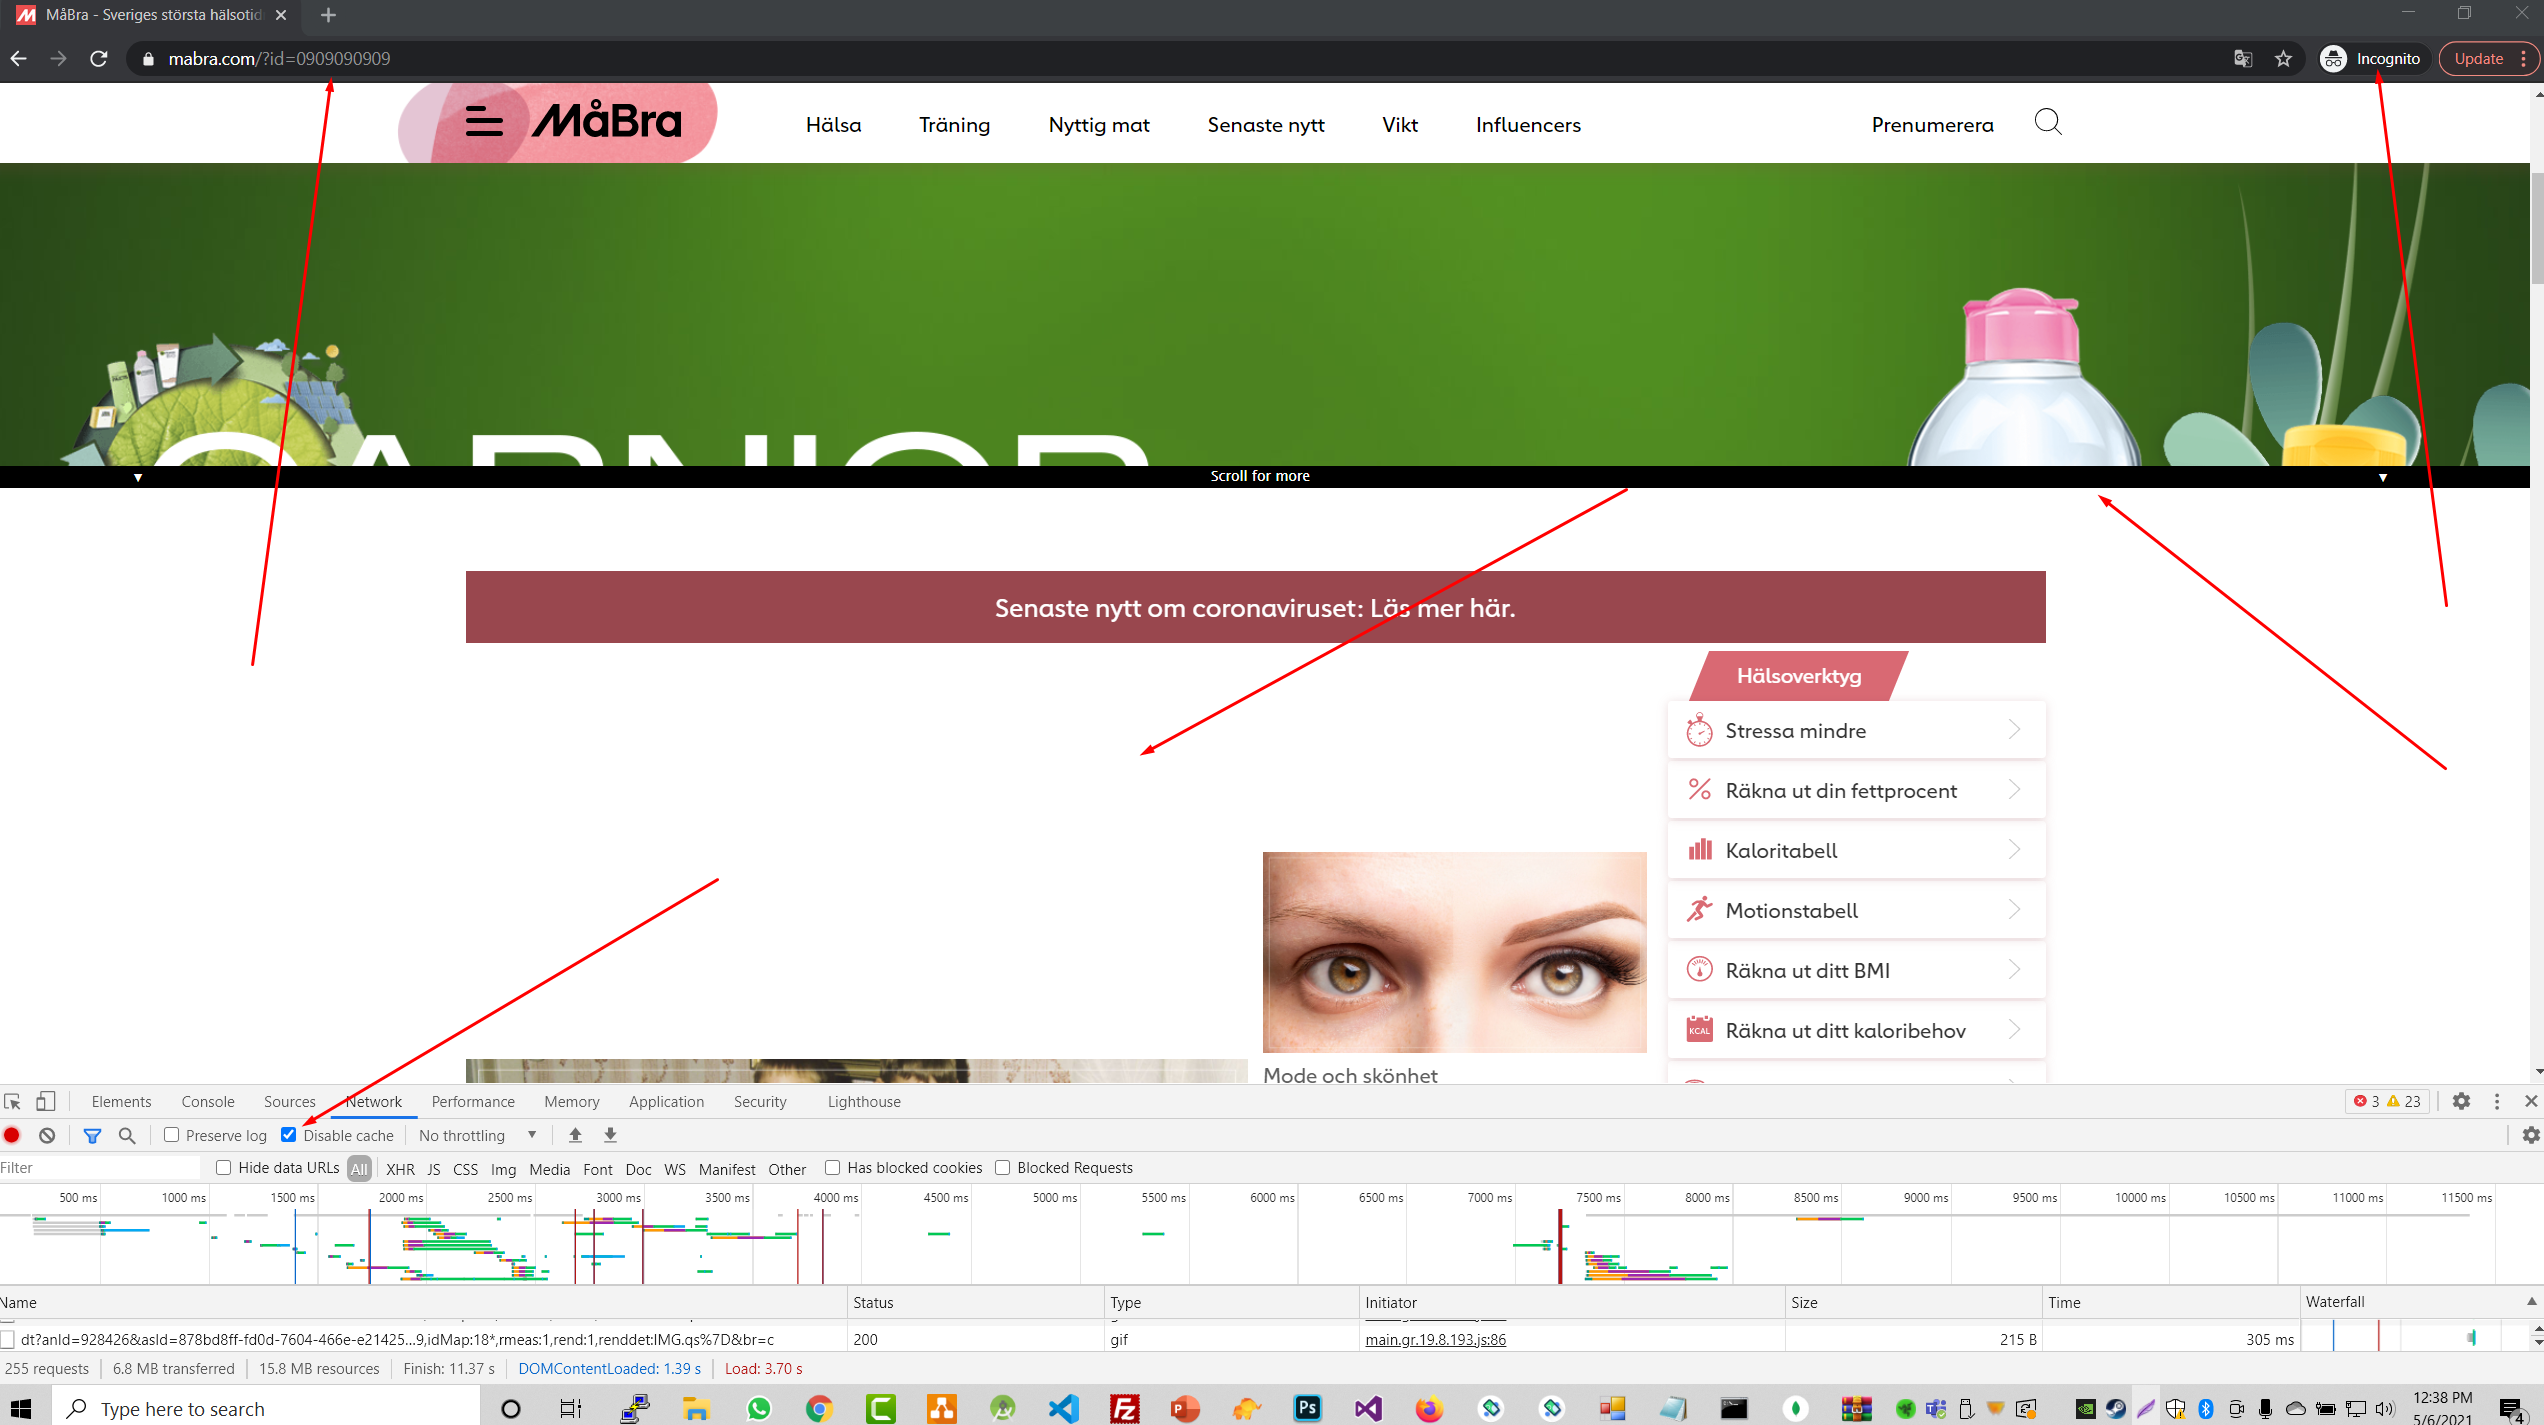 MåBra - Sveriges största hälsotid
mabra.com/?id=0909090909
Incognito
Update
MåBra
Hälsa
Träning
Nyttig mat
Senaste nytt
Vikt
Influencers
Prenumerera
GARNIER
▼ Scroll for more ▼
Senaste nytt om coronaviruset: Läs mer här.
Hälsoverktyg
Stressa mindre
Räkna ut din fettprocent
Kaloritabell
Motionstabell
Räkna ut ditt BMI
KCAL Räkna ut ditt kaloribehov
Mode och skönhet
Elements Console Sources Network Performance Memory Application Security Lighthouse 3 23
Preserve log Disable cache No throttling
Filter Hide data URLs All XHR JS CSS Img Media Font Doc WS Manifest Other Has blocked cookies Blocked Requests
500 ms 1000 ms 1500 ms 2000 ms 2500 ms 3000 ms 3500 ms 4000 ms 4500 ms 5000 ms 5500 ms 6000 ms 6500 ms 7000 ms 7500 ms 8000 ms 8500 ms 9000 ms 9500 ms 10000 ms 10500 ms 11000 ms 11500 ms
Name Status Type Initiator Size Time Waterfall
dt?anId=928426&asId=878bd8ff-fd0d-7604-466e-e21425...9,idMap:18*,rmeas:1,rend:1,renddet:IMG.qs%7D&br=c 200 gif main.gr.19.8.193.js:86 215 B 305 ms
255 requests 6.8 MB transferred 15.8 MB resources Finish: 11.37 s DOMContentLoaded: 1.39 s Load: 3.70 s
Type here to search
12:38 PM
5/6/2021
4